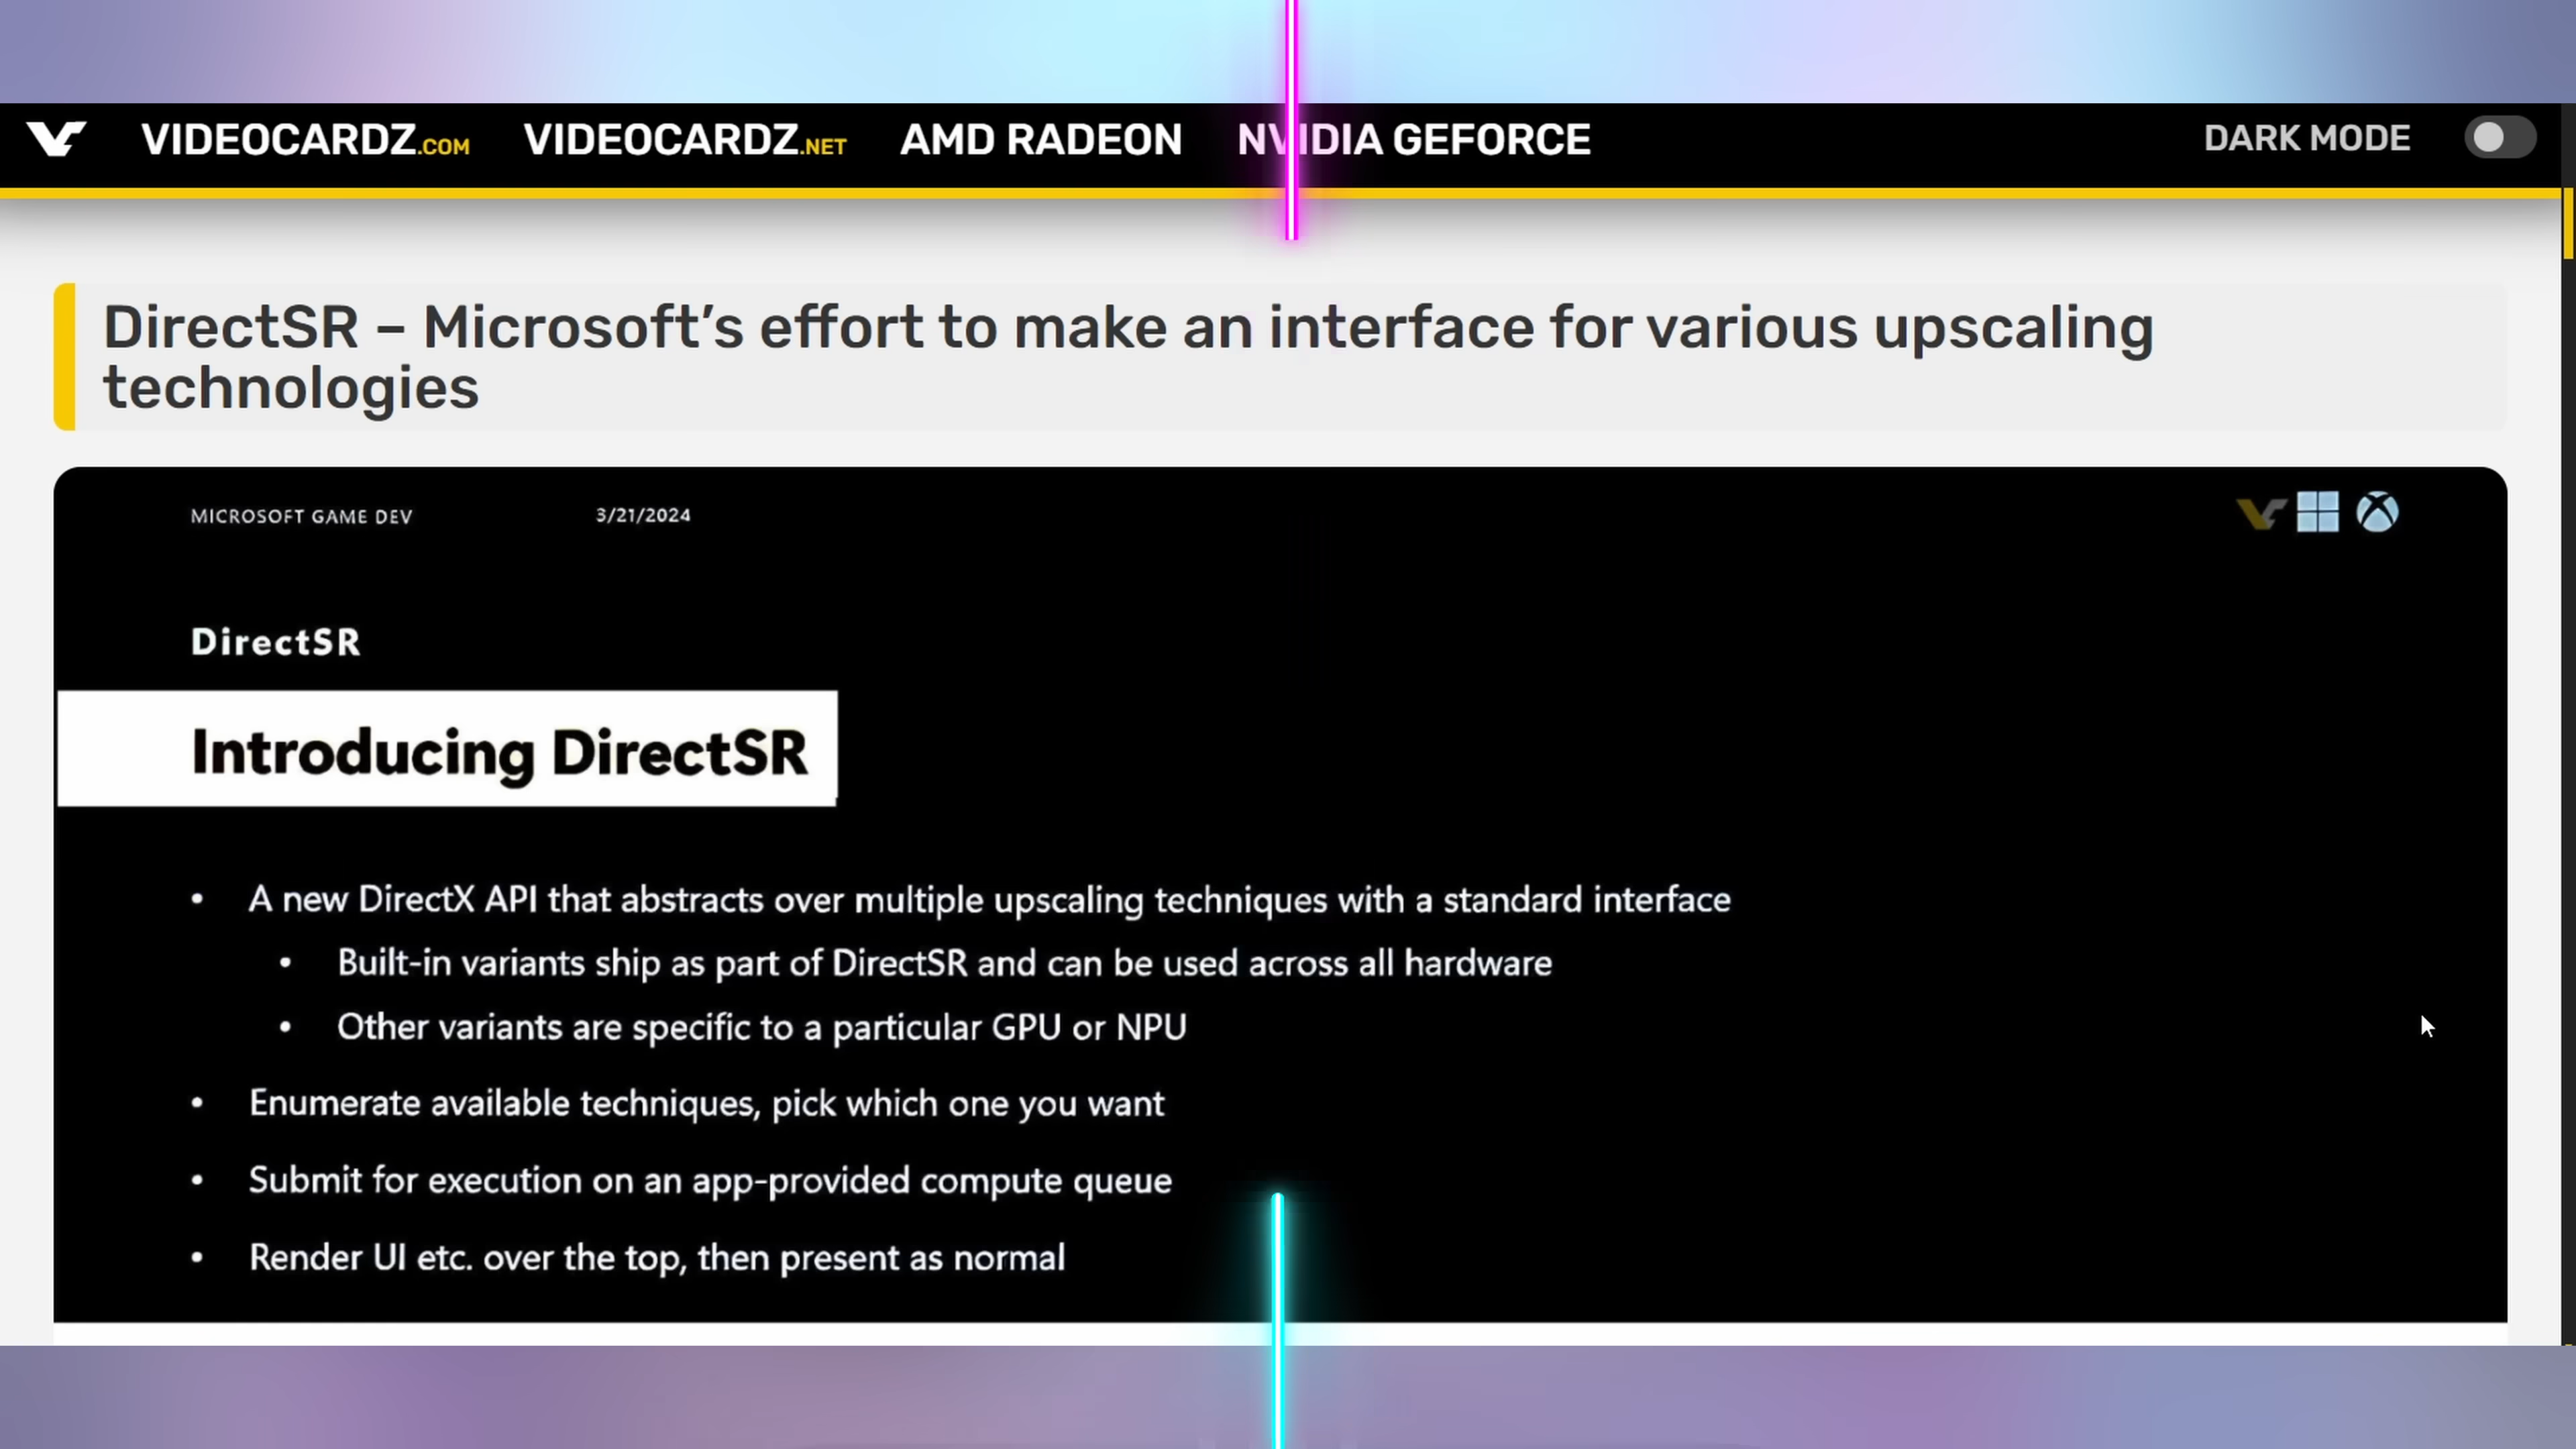 VIDEOCARDZ.COM VIDEOCARDZ.NET AMD RADEON NVIDIA GEFORCE DARK MODE
DirectSR – Microsoft’s effort to make an interface for various upscaling
technologies
MICROSOFT GAME DEV 3/21/2024
DirectSR
Introducing DirectSR
• A new DirectX API that abstracts over multiple upscaling techniques with a standard interface
• Built-in variants ship as part of DirectSR and can be used across all hardware
• Other variants are specific to a particular GPU or NPU
• Enumerate available techniques, pick which one you want
• Submit for execution on an app-provided compute queue
• Render UI etc. over the top, then present as normal